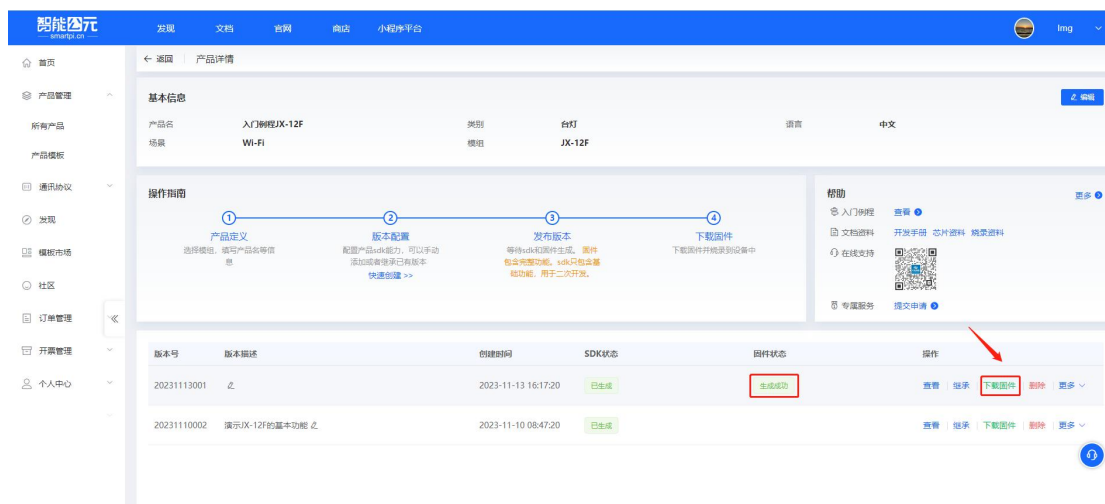 智能公元
smartpi.cn
发现 文档 官网 商店 小程序平台
lmg
首页
产品管理
所有产品
产品模板
通讯协议
发现
模板市场
社区
订单管理
开票管理
个人中心
← 返回 产品详情
基本信息
编辑
产品名 入门例程JX-12F 类别 台灯 语言 中文
场景 Wi-Fi 模组 JX-12F
操作指南
1 2 3 4
产品定义 版本配置 发布版本 下载固件
选择模组、填写产品名等信
息
配置产品sdk能力,可以手动
添加或者继承已有版本
快速创建 >>
等待sdk和固件生成。固件
包含完整功能。sdk只包含基
础功能,用于二次开发。
下载固件并烧录到设备中
帮助 更多
入门例程 查看
文档资料 开发手册 芯片资料 烧录资料
在线支持
专属服务 提交申请
版本号 版本描述 创建时间 SDK状态 固件状态 操作
20231113001 2023-11-13 16:17:20 已生成 生成成功 查看 继承 下载固件 删除 更多
20231110002 演示JX-12F的基本功能 2023-11-10 08:47:20 已生成 查看 继承 下载固件 删除 更多